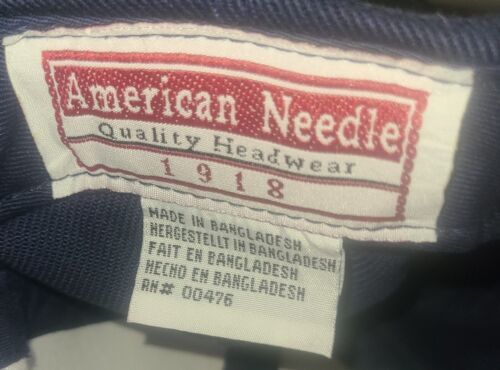 American Needle
Quality Headwear
1918
MADE IN BANGLADESH
HERGESTELLT IN BANGLADESH
FAIT EN BANGLADESH
HECHO EN BANGLADESH
RN# 00476